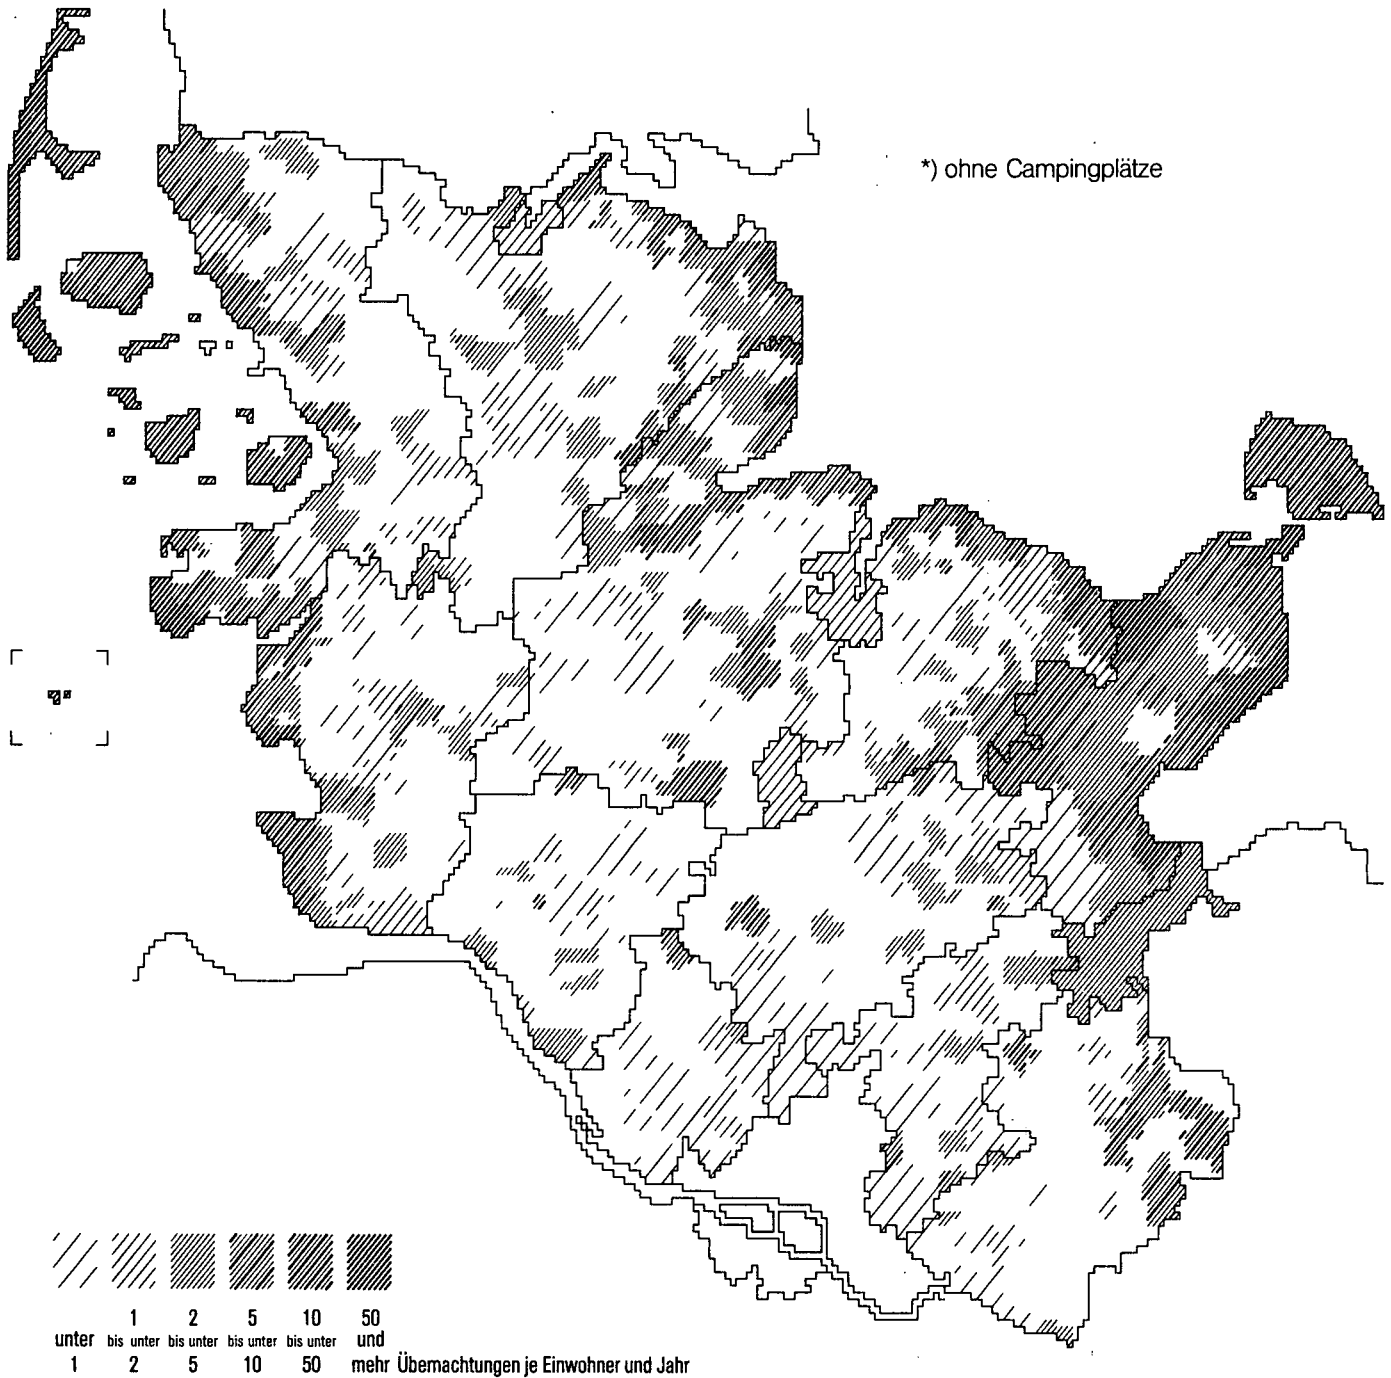 *) ohne Campingplätze
1 2 5 10 50
unter bis unter bis unter bis unter bis unter und
1 2 5 10 50 mehr Übernachtungen je Einwohner und Jahr